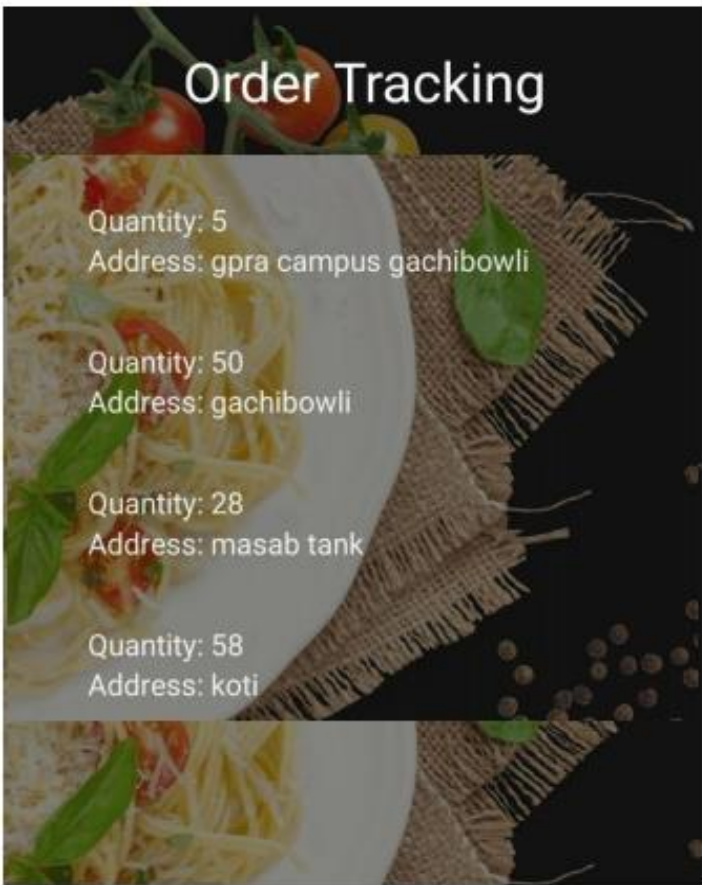 Order Tracking
Quantity: 5
Address: gpra campus gachibowli
Quantity: 50
Address: gachibowli
Quantity: 28
Address: masab tank
Quantity: 58
Address: koti